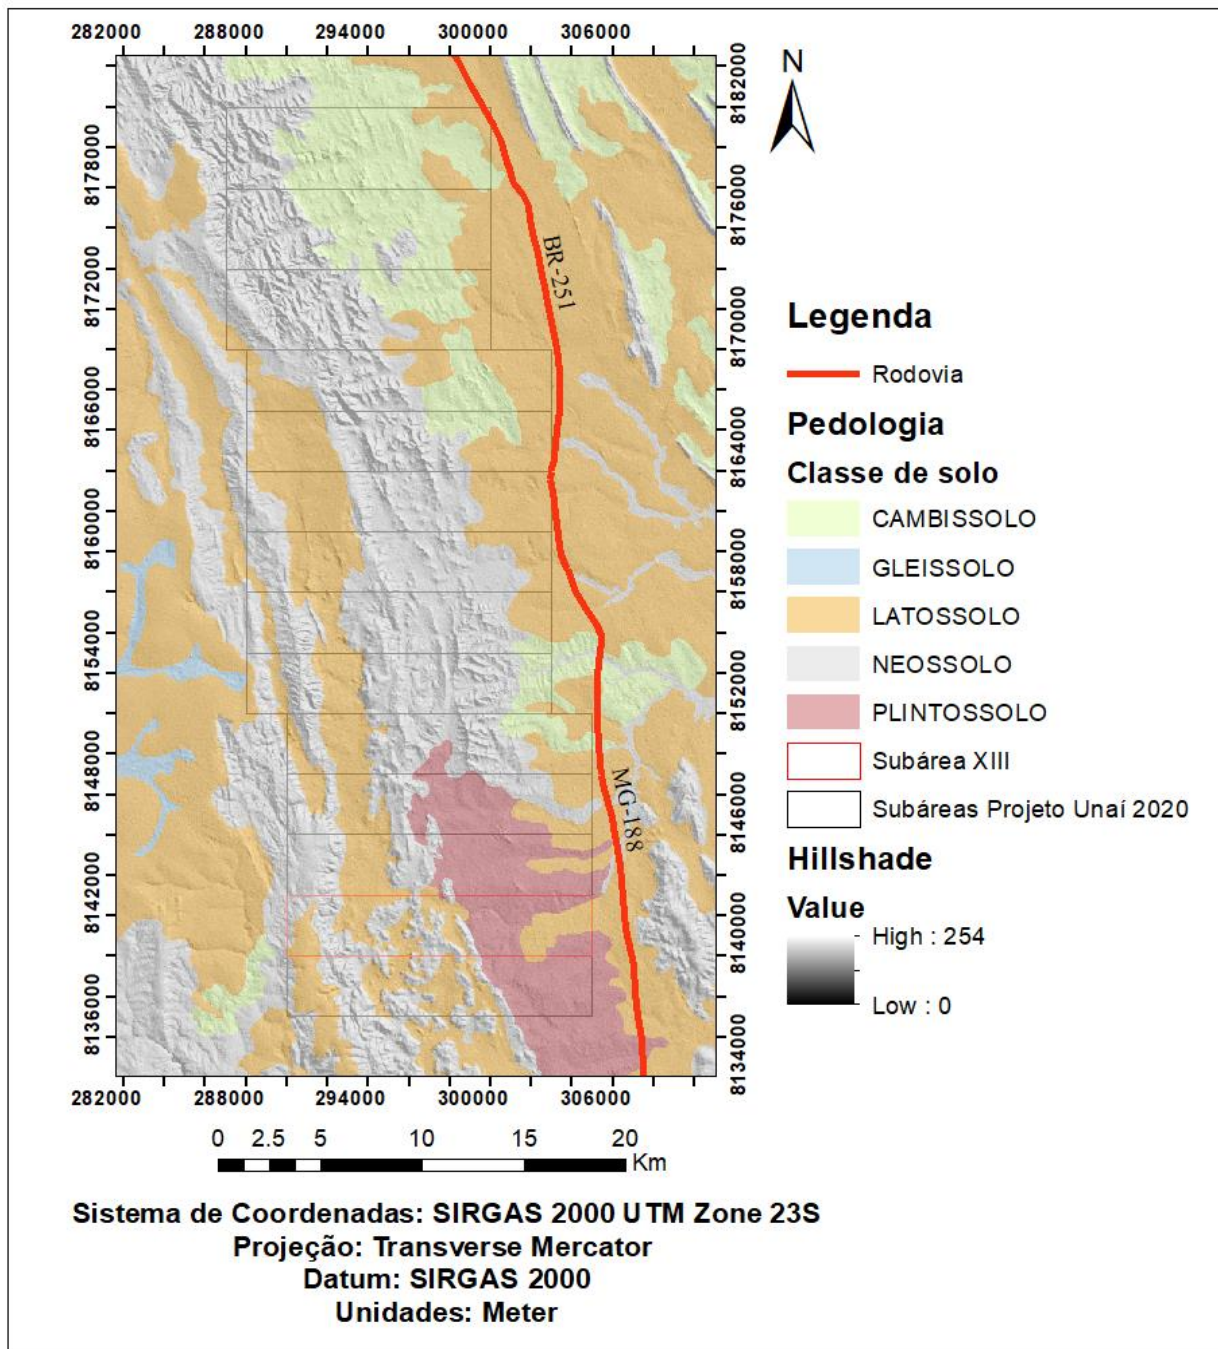 282000 288000 294000 300000 306000
8182000
8178000
8176000
8172000
8170000
8166000
8164000
8160000
8158000
8154000
8152000
8148000
8146000
8142000
8140000
8136000
8134000
BR-251
MG-188
282000 288000 294000 300000 306000
N
Legenda
Rodovia
Pedologia
Classe de solo
CAMBISSOLO
GLEISSOLO
LATOSSOLO
NEOSSOLO
PLINTOSSOLO
Subárea XIII
Subáreas Projeto Unaí 2020
Hillshade
Value
High : 254
Low : 0
0 2.5 5 10 15 20
Km
Sistema de Coordenadas: SIRGAS 2000 UTM Zone 23S
Projeção: Transverse Mercator
Datum: SIRGAS 2000
Unidades: Meter